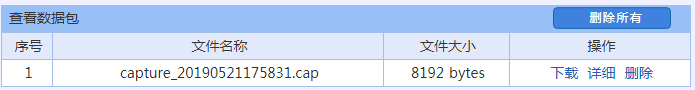 查看数据包 删除所有
序号 文件名称 文件大小 操作
1 capture_20190521175831.cap 8192 bytes 下载 详细 删除